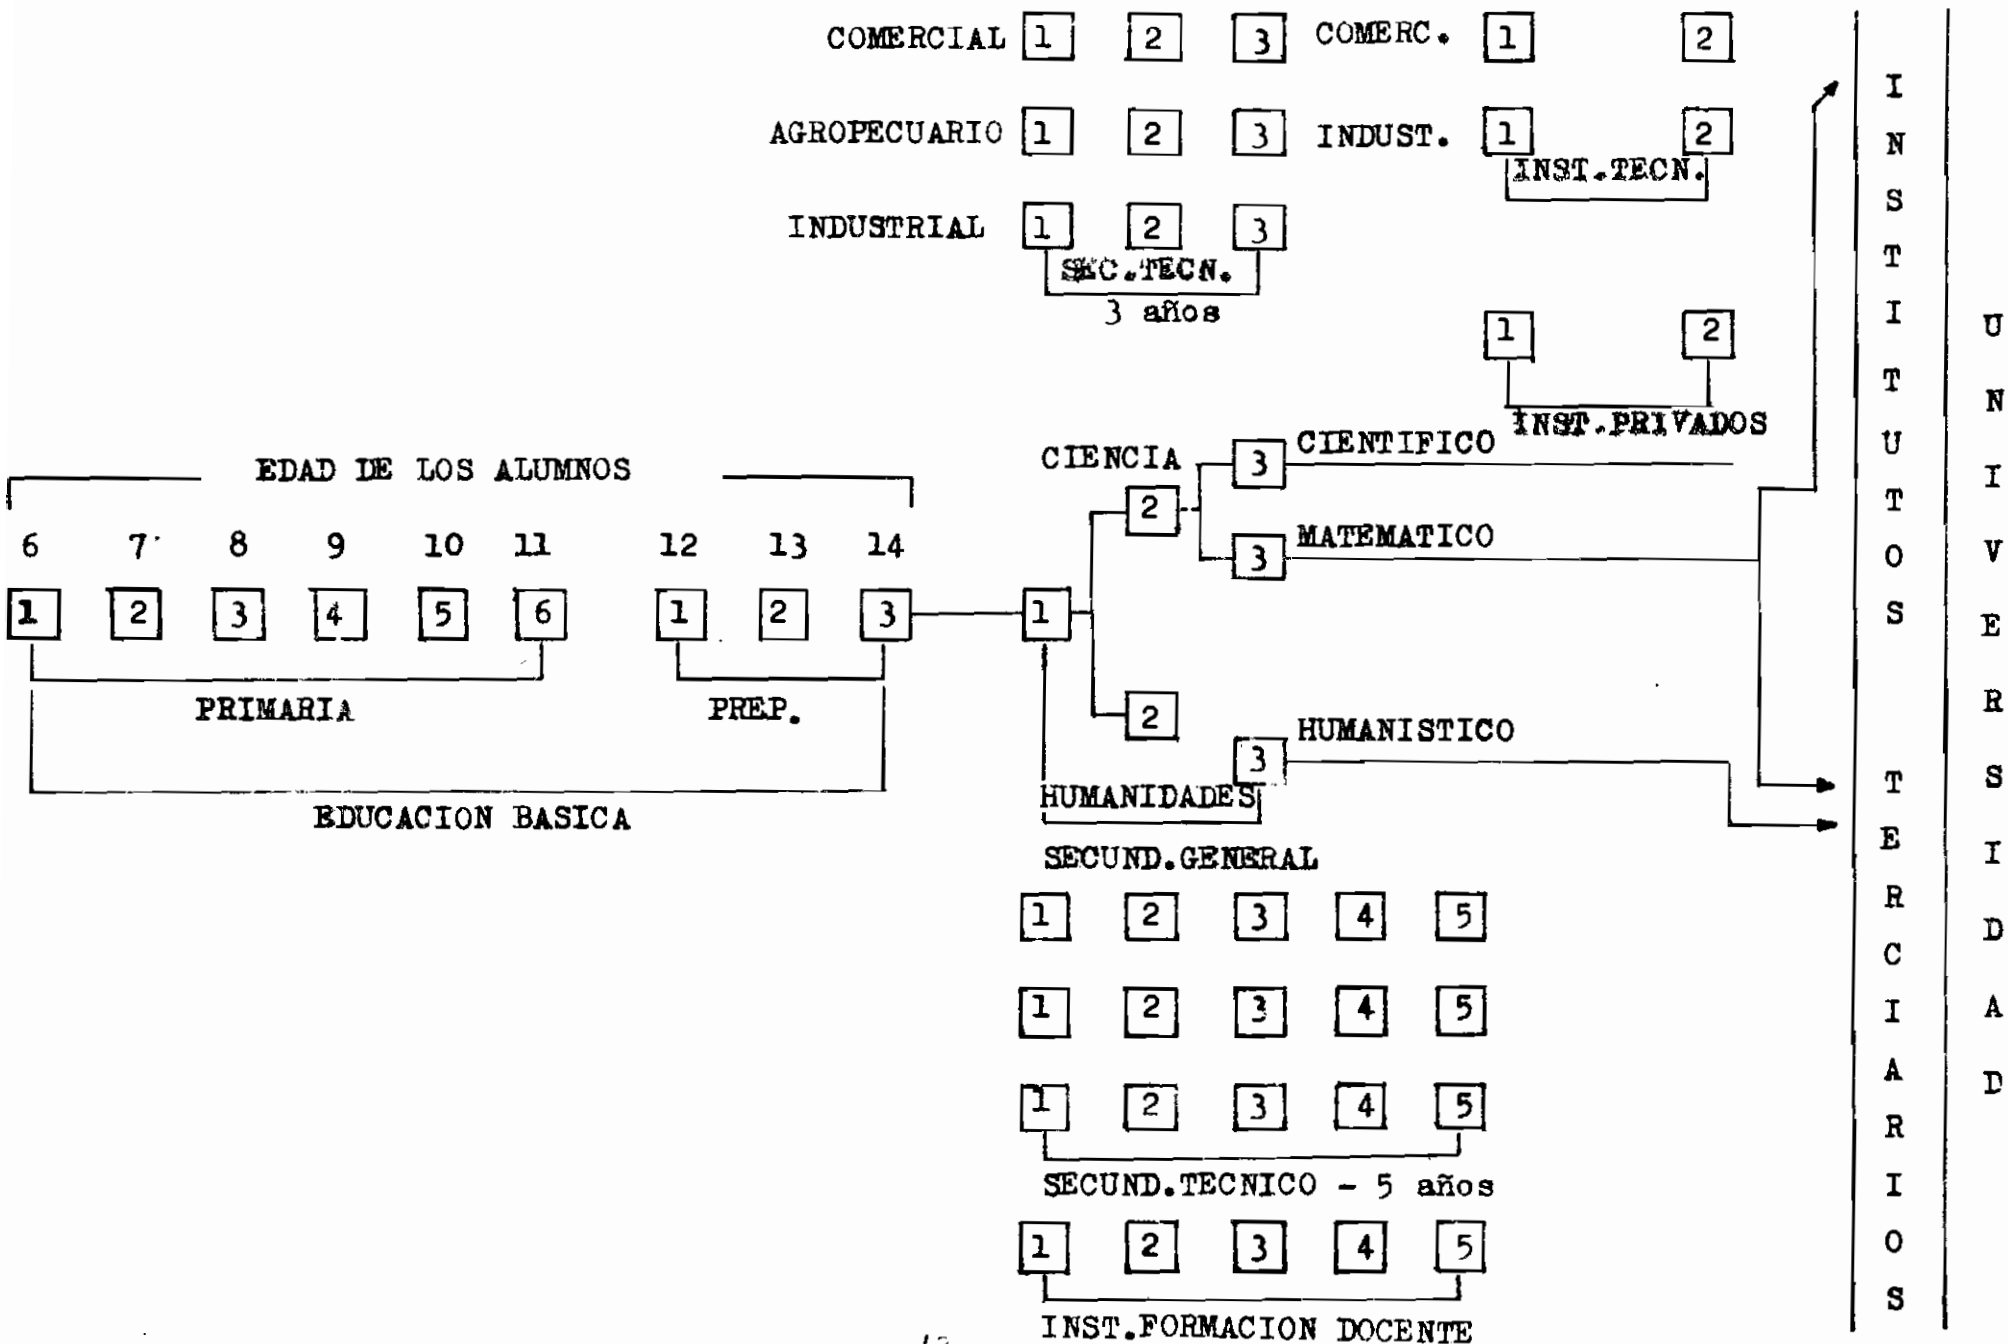 COMERCIAL 1 2 3 COMERC. 1 2
AGROPECUARIO 1 2 3 INDUST. 1 2
INST.TECN.
INDUSTRIAL 1 2 3
SEC.TECN.
3 años
1 2
INST.PRIVADOS
EDAD DE LOS ALUMNOS
6 7 8 9 10 11 12 13 14
1 2 3 4 5 6 1 2 3
PRIMARIA PREP.
EDUCACION BASICA
CIENCIA 3 CIENTIFICO
2
3 MATEMATICO
1
2
HUMANISTICO
3
HUMANIDADES
SECUND.GENERAL
1 2 3 4 5
1 2 3 4 5
1 2 3 4 5
SECUND.TECNICO - 5 años
1 2 3 4 5
INST.FORMACION DOCENTE
INSTITUTOS TERCIARIOS
UNIVERSIDAD